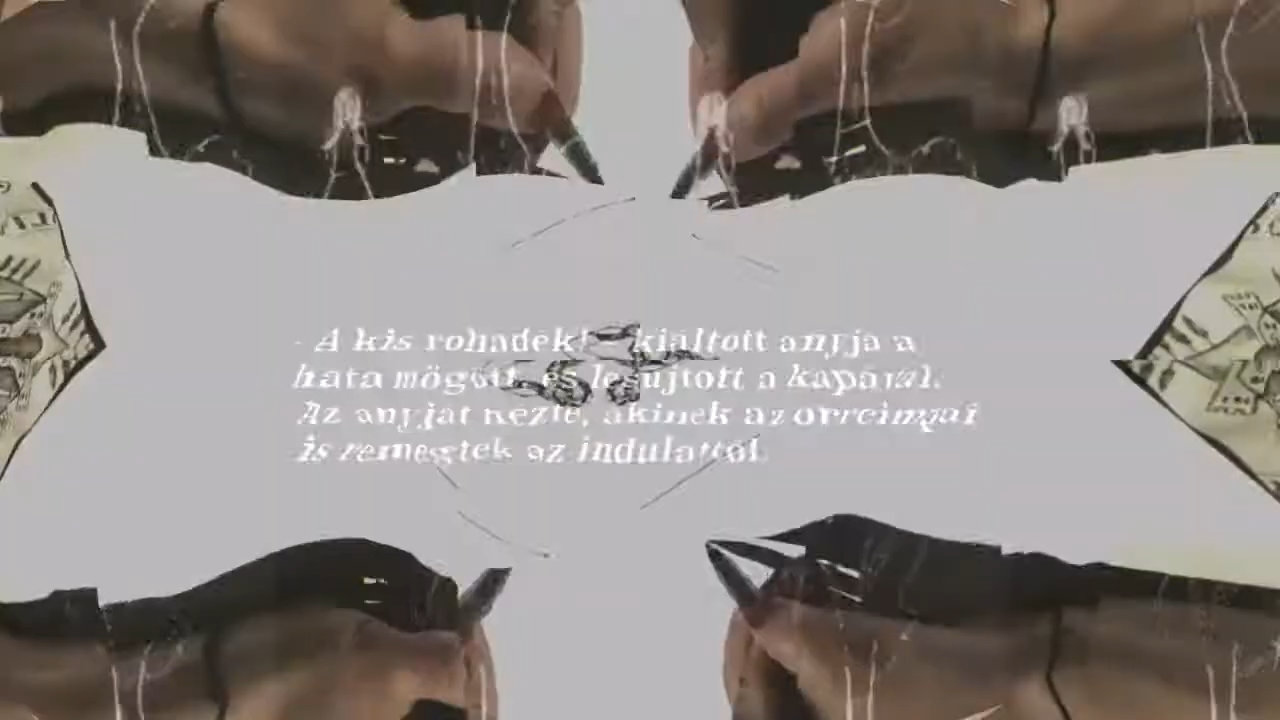 - A kis rohadék! - kiáltott anyja a
háta mögött, és lesújtott a kapával.
Az anyját nézte, akinek az orrcimpái
is remegtek az indulattól.